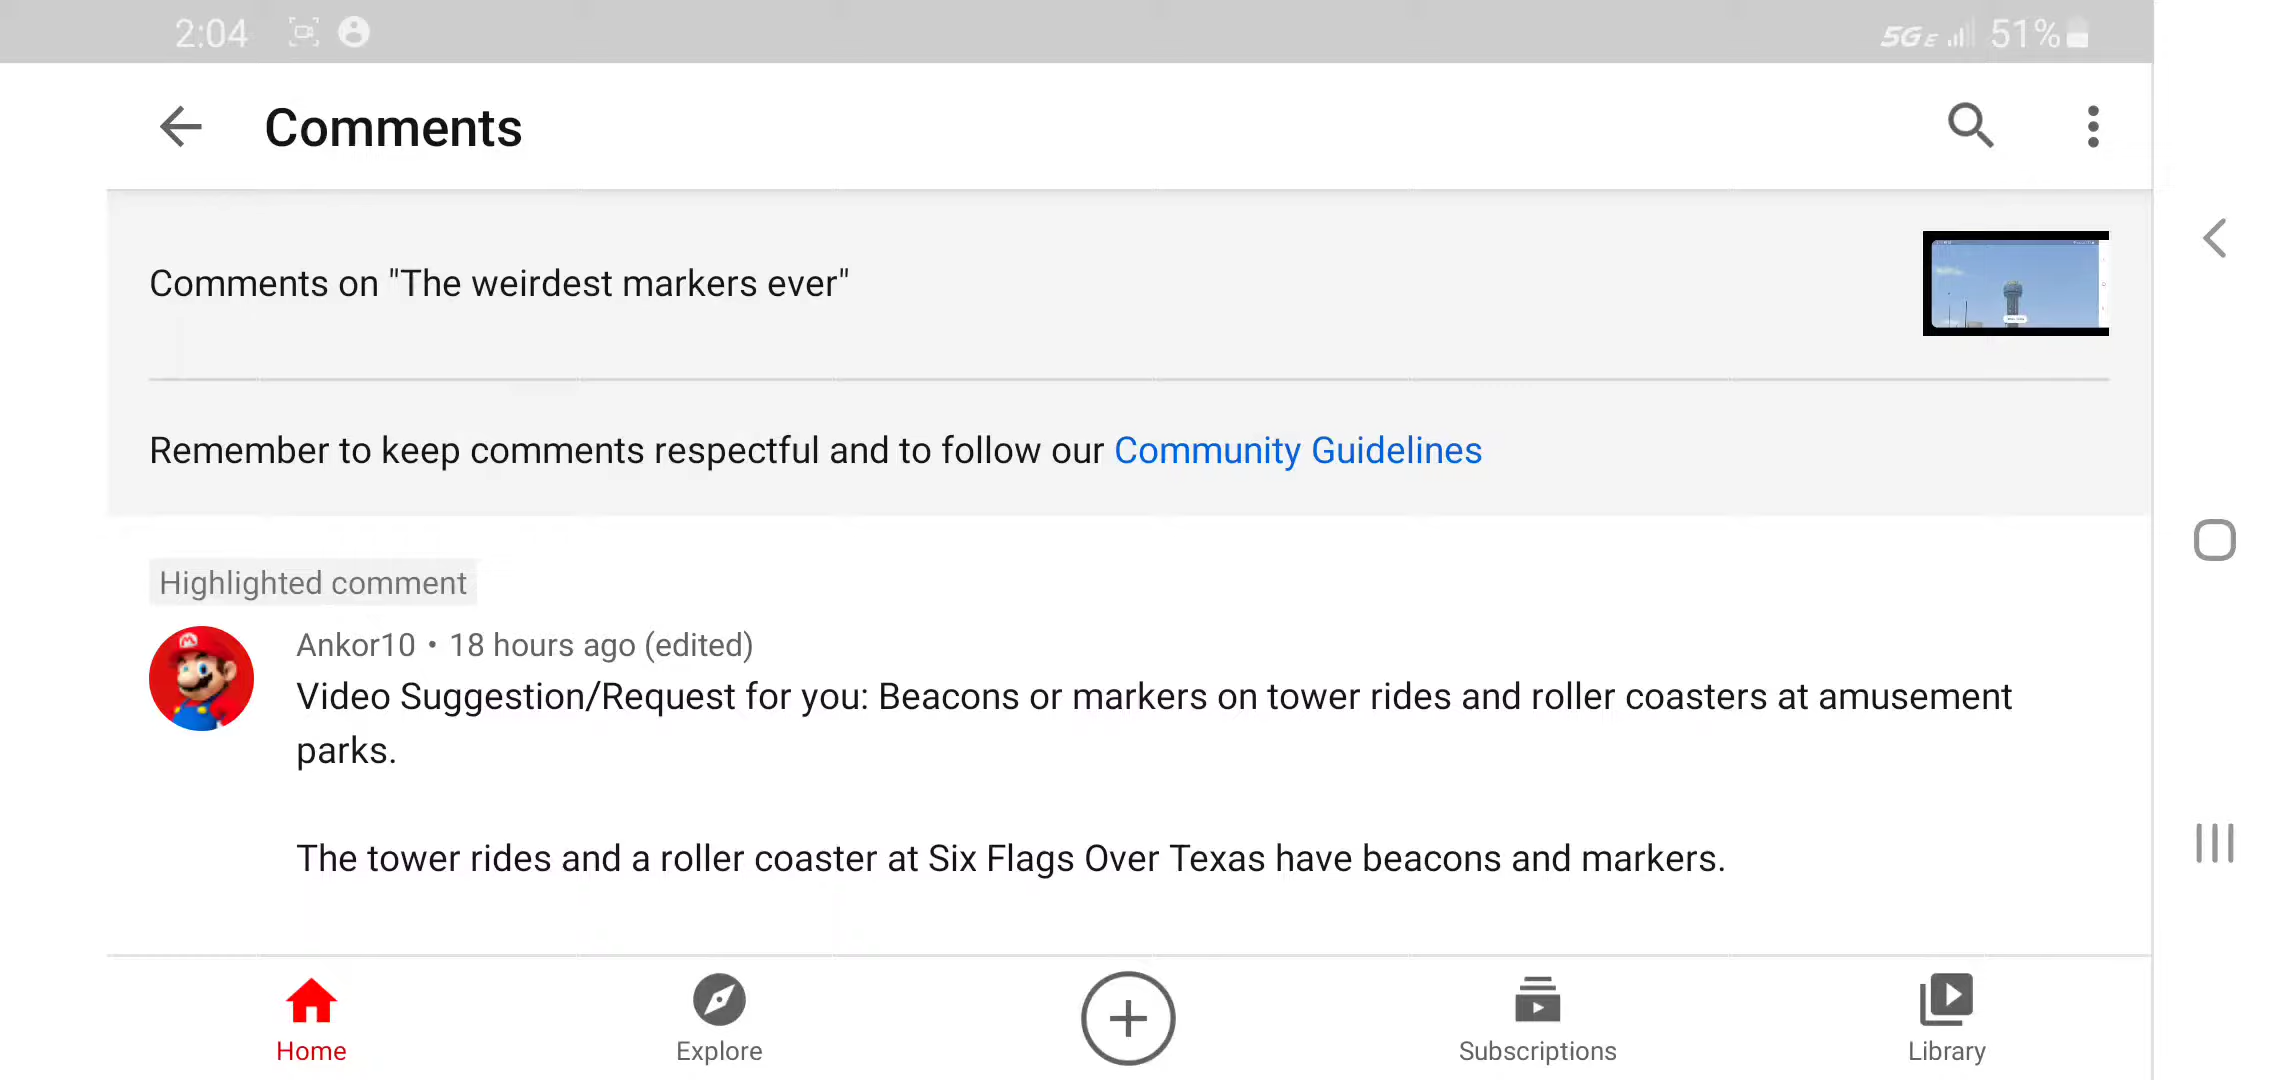 2:04
5GE 51%
Comments
Comments on "The weirdest markers ever"
Remember to keep comments respectful and to follow our Community Guidelines
Highlighted comment
Ankor10 • 18 hours ago (edited)
Video Suggestion/Request for you: Beacons or markers on tower rides and roller coasters at amusement
parks.
The tower rides and a roller coaster at Six Flags Over Texas have beacons and markers.
Home
Explore
Subscriptions
Library